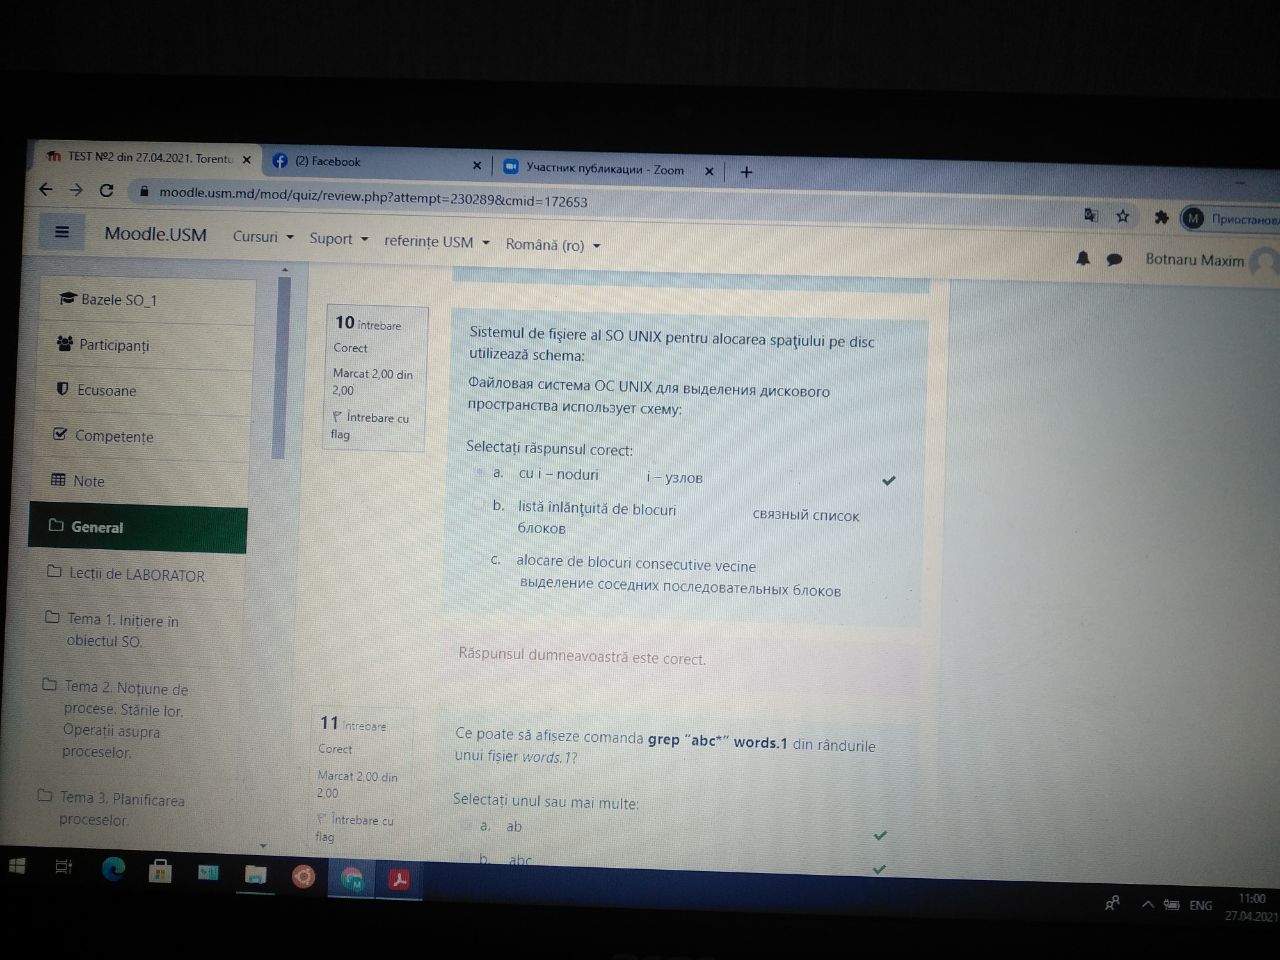 TEST №2 din 27.04.2021. Torentu
(2) Facebook
Участник публикации - Zoom
moodle.usm.md/mod/quiz/review.php?attempt=230289&cmid=172653
M Приостанов
Moodle.USM Cursuri Suport referințe USM Română (ro)
Botnaru Maxim
Bazele SO_1
Participanți
Ecusoane
Competențe
Note
General
Lecții de LABORATOR
Tema 1. Inițiere in
obiectul SO.
Tema 2. Noțiune de
procese. Stările lor.
Operații asupra
proceselor.
Tema 3. Planificarea
proceselor.
10 întrebare
Corect
Marcat 2,00 din
2,00
Întrebare cu
flag
Sistemul de fişiere al SO UNIX pentru alocarea spaţiului pe disc
utilizează schema:
Файловая система ОС UNIX для выделения дискового
пространства использует схему:
Selectați răspunsul corect:
a. cu i – noduri i – узлов
b. listă înlănţuită de blocuri связный список
блоков
c. alocare de blocuri consecutive vecine
выделение соседних последовательных блоков
Răspunsul dumneavoastră este corect.
11 întrebare
Corect
Marcat 2,00 din
2,00
Întrebare cu
flag
Ce poate să afișeze comanda grep "abc*" words.1 din rândurile
unui fișier words.1?
Selectați unul sau mai multe:
a. ab
b. abc
ENG
11:00
27.04.2021